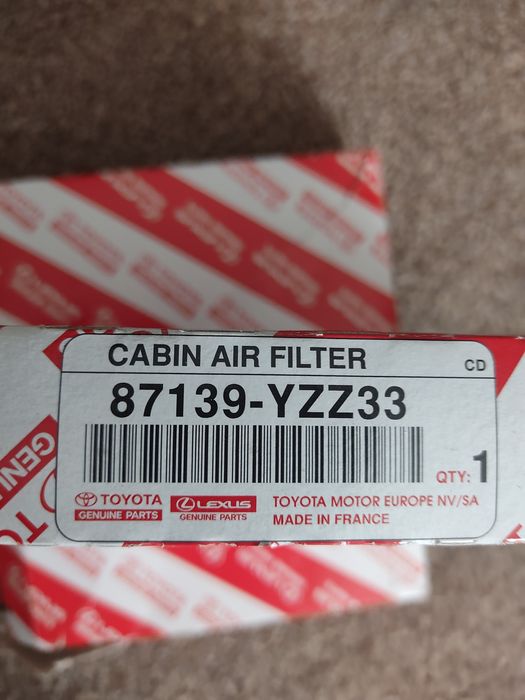 CABIN AIR FILTER
CD
87139-YZZ33
QTY: 1
TOYOTA
GENUINE PARTS
LEXUS
GENUINE PARTS
TOYOTA MOTOR EUROPE NV/SA
MADE IN FRANCE